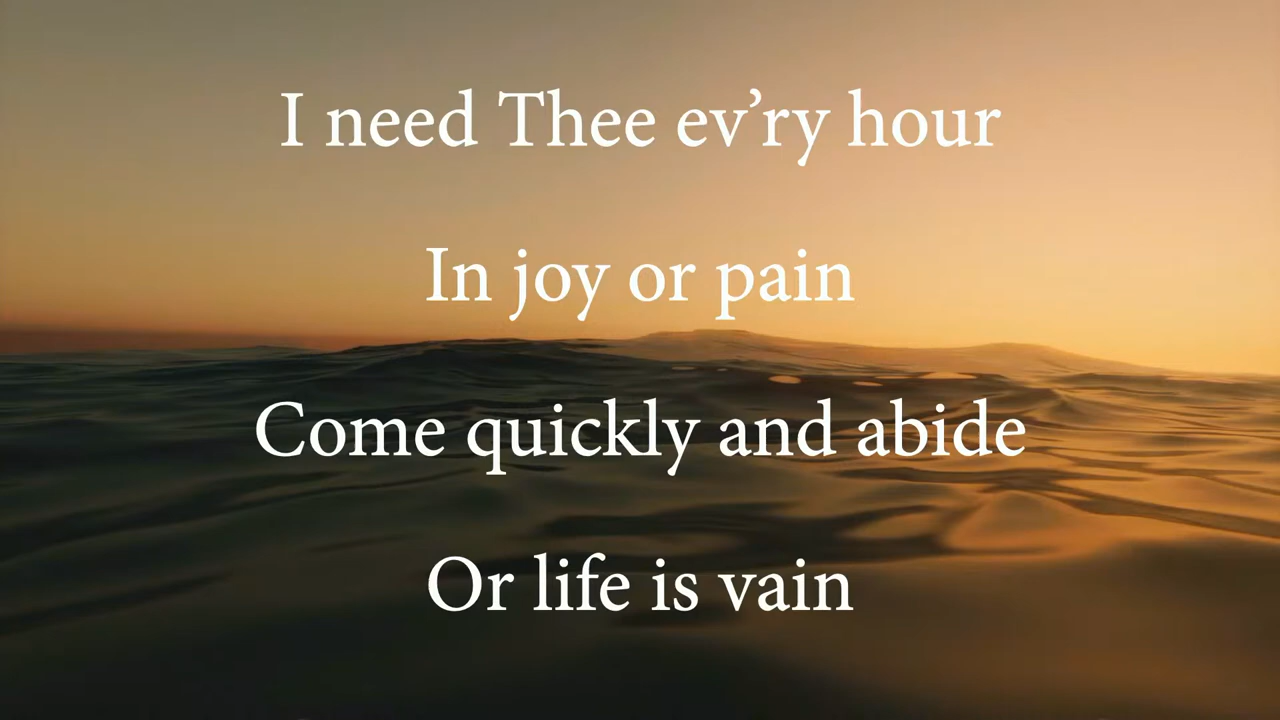 I need Thee ev’ry hour
In joy or pain
Come quickly and abide
Or life is vain